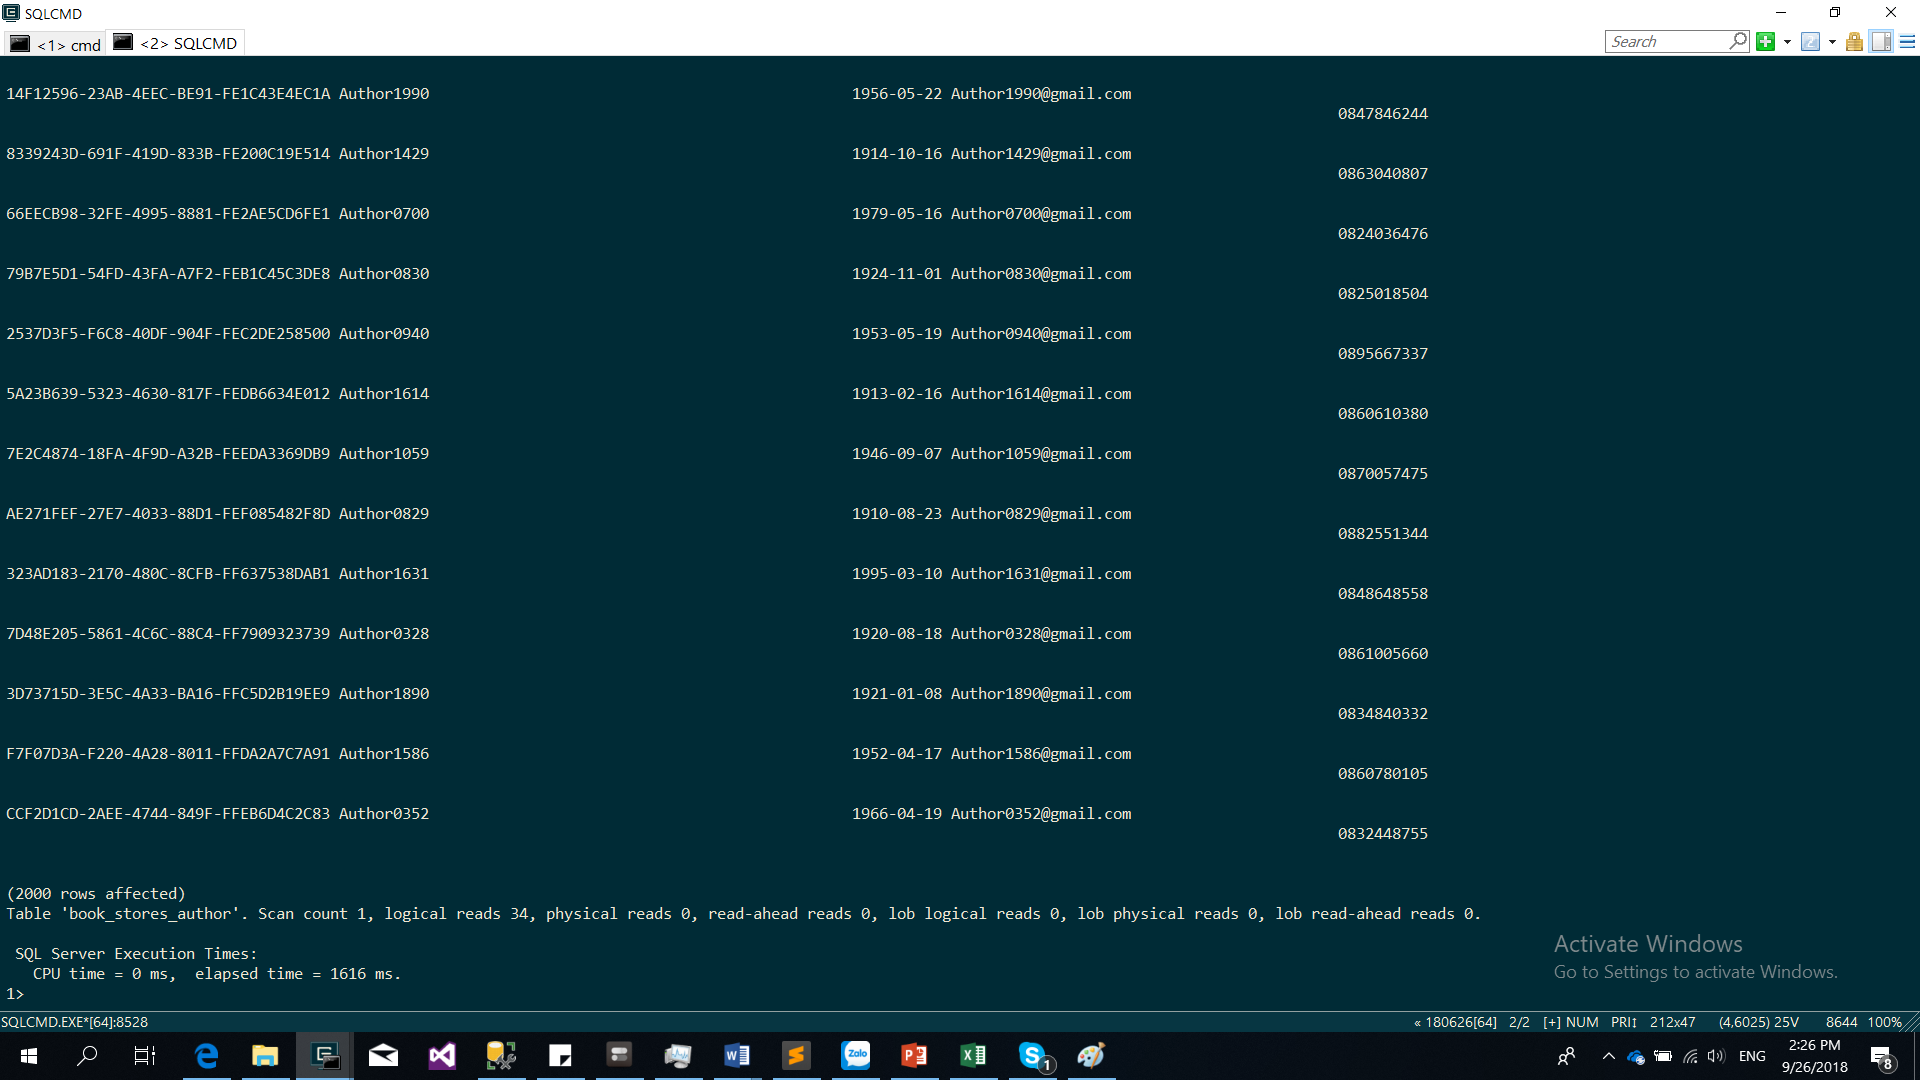 SQLCMD
<1> cmd <2> SQLCMD Search
14F12596-23AB-4EEC-BE91-FE1C43E4EC1A Author1990 1956-05-22 Author1990@gmail.com
0847846244
8339243D-691F-419D-833B-FE200C19E514 Author1429 1914-10-16 Author1429@gmail.com
0863040807
66EECB98-32FE-4995-8881-FE2AE5CD6FE1 Author0700 1979-05-16 Author0700@gmail.com
0824036476
79B7E5D1-54FD-43FA-A7F2-FEB1C45C3DE8 Author0830 1924-11-01 Author0830@gmail.com
0825018504
2537D3F5-F6C8-40DF-904F-FEC2DE258500 Author0940 1953-05-19 Author0940@gmail.com
0895667337
5A23B639-5323-4630-817F-FEDB6634E012 Author1614 1913-02-16 Author1614@gmail.com
0860610380
7E2C4874-18FA-4F9D-A32B-FEEDA3369DB9 Author1059 1946-09-07 Author1059@gmail.com
0870057475
AE271FEF-27E7-4033-88D1-FEF085482F8D Author0829 1910-08-23 Author0829@gmail.com
0882551344
323AD183-2170-480C-8CFB-FF637538DAB1 Author1631 1995-03-10 Author1631@gmail.com
0848648558
7D48E205-5861-4C6C-88C4-FF7909323739 Author0328 1920-08-18 Author0328@gmail.com
0861005660
3D73715D-3E5C-4A33-BA16-FFC5D2B19EE9 Author1890 1921-01-08 Author1890@gmail.com
0834840332
F7F07D3A-F220-4A28-8011-FFDA2A7C7A91 Author1586 1952-04-17 Author1586@gmail.com
0860780105
CCF2D1CD-2AEE-4744-849F-FFEB6D4C2C83 Author0352 1966-04-19 Author0352@gmail.com
0832448755
(2000 rows affected)
Table 'book_stores_author'. Scan count 1, logical reads 34, physical reads 0, read-ahead reads 0, lob logical reads 0, lob physical reads 0, lob read-ahead reads 0.
SQL Server Execution Times:
CPU time = 0 ms, elapsed time = 1616 ms.
1>
Activate Windows
Go to Settings to activate Windows.
SQLCMD.EXE*[64]:8528 « 180626[64] 2/2 [+] NUM PRI↕ 212x47 (4,6025) 25V 8644 100%
Zalo 1 ENG 2:26 PM
9/26/2018 8